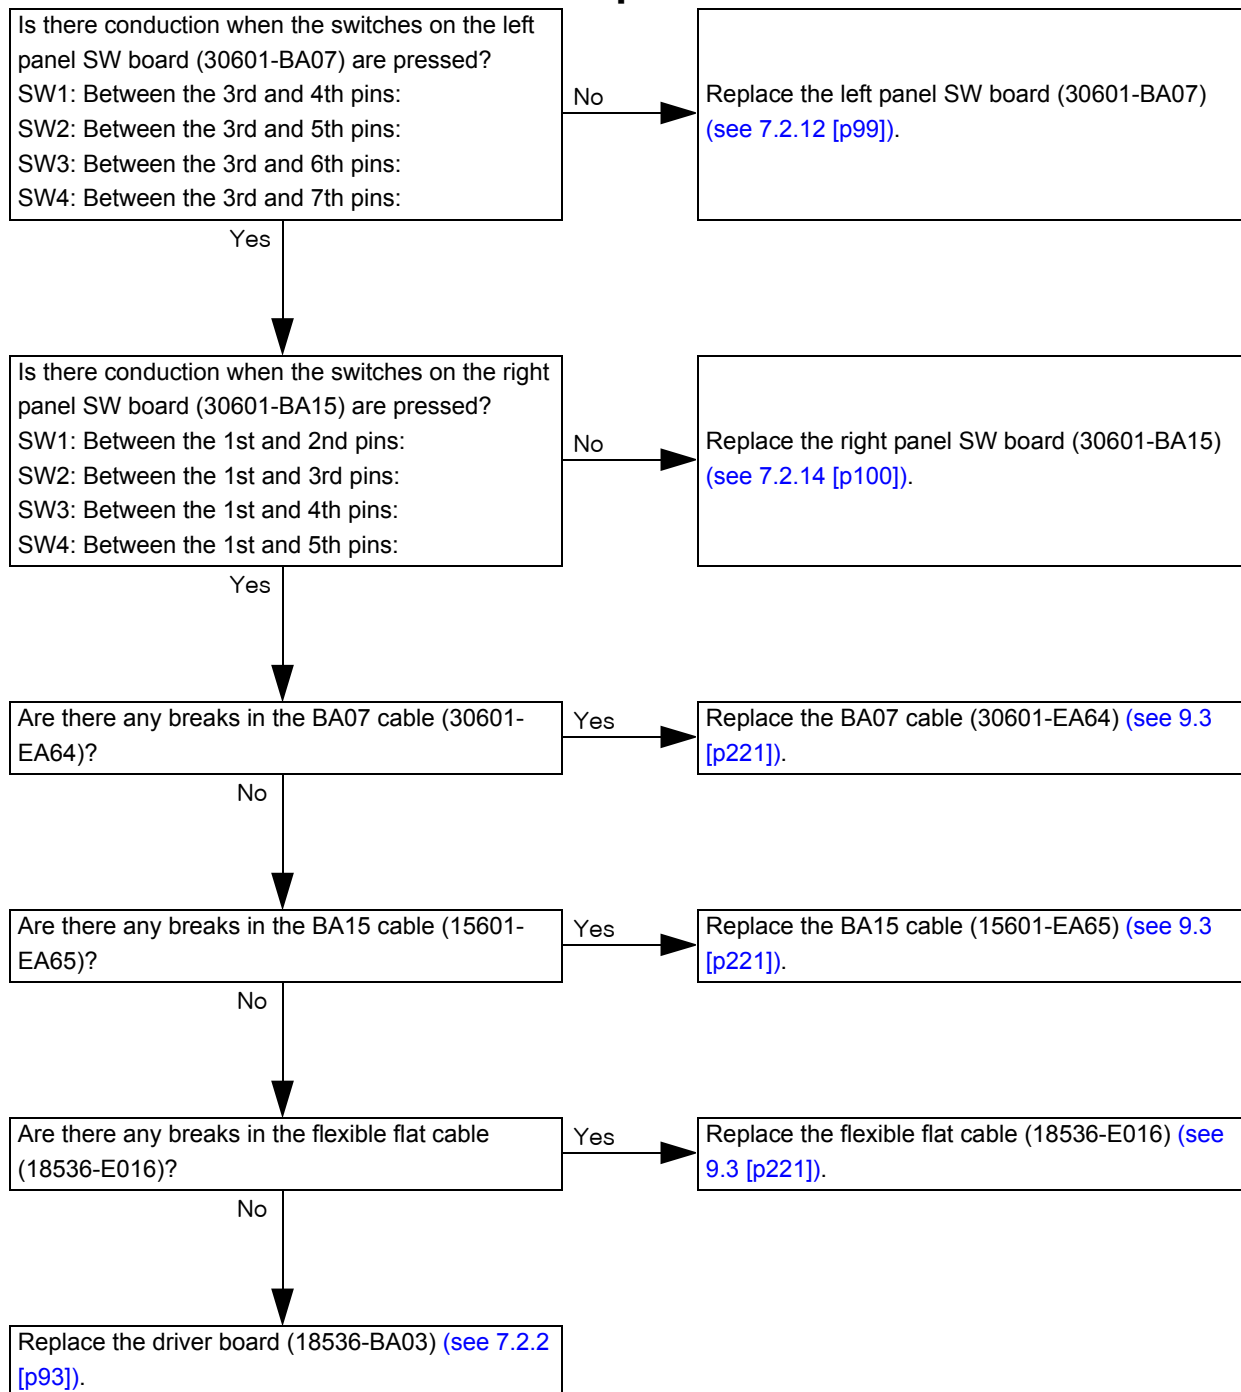 Is there conduction when the switches on the left
panel SW board (30601-BA07) are pressed?
SW1: Between the 3rd and 4th pins:
SW2: Between the 3rd and 5th pins:
SW3: Between the 3rd and 6th pins:
SW4: Between the 3rd and 7th pins:
No
Replace the left panel SW board (30601-BA07)
(see 7.2.12 [p99]).
Yes
Is there conduction when the switches on the right
panel SW board (30601-BA15) are pressed?
SW1: Between the 1st and 2nd pins:
SW2: Between the 1st and 3rd pins:
SW3: Between the 1st and 4th pins:
SW4: Between the 1st and 5th pins:
No
Replace the right panel SW board (30601-BA15)
(see 7.2.14 [p100]).
Yes
Are there any breaks in the BA07 cable (30601-
EA64)?
Yes
Replace the BA07 cable (30601-EA64) (see 9.3
[p221]).
No
Are there any breaks in the BA15 cable (15601-
EA65)?
Yes
Replace the BA15 cable (15601-EA65) (see 9.3
[p221]).
No
Are there any breaks in the flexible flat cable
(18536-E016)?
Yes
Replace the flexible flat cable (18536-E016) (see
9.3 [p221]).
No
Replace the driver board (18536-BA03) (see 7.2.2
[p93]).